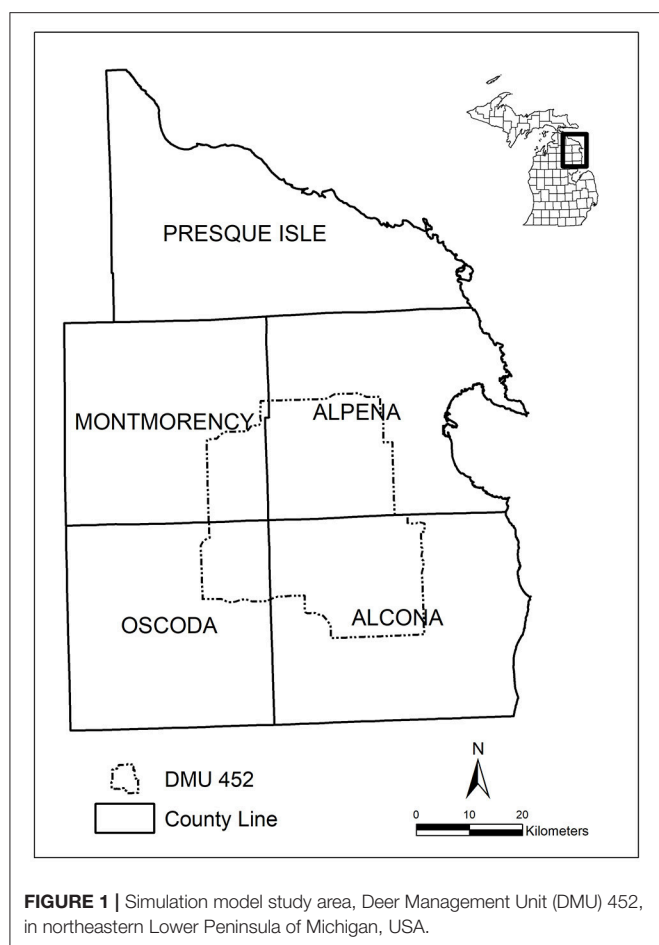 PRESQUE ISLE
MONTMORENCY
ALPENA
OSCODA
ALCONA
DMU 452
County Line
N
0 10 20
Kilometers
FIGURE 1 | Simulation model study area, Deer Management Unit (DMU) 452,
in northeastern Lower Peninsula of Michigan, USA.